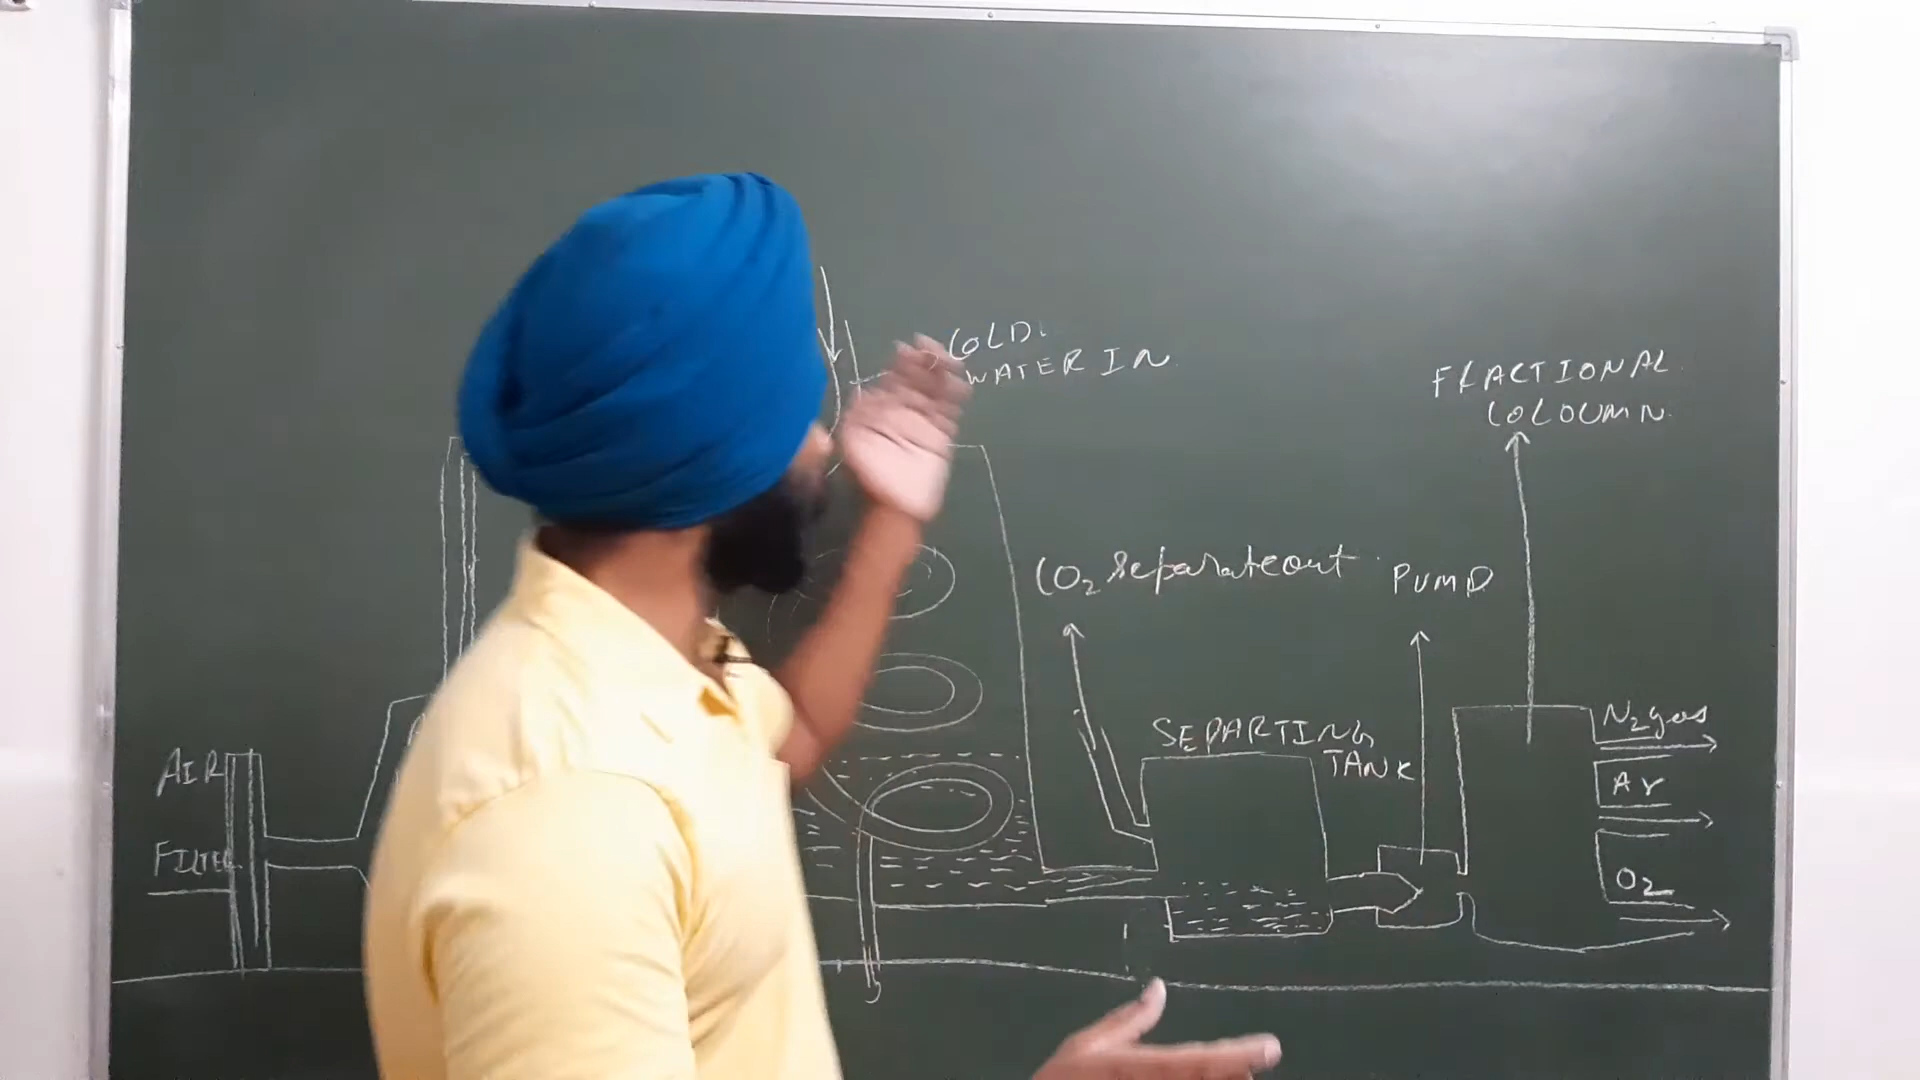 COLD
WATER IN
FRACTIONAL
COLOUMN
CO₂ separateout
PUMP
SEPARTING
TANK
N₂ gas
Ar
O₂
AIR
FILTER